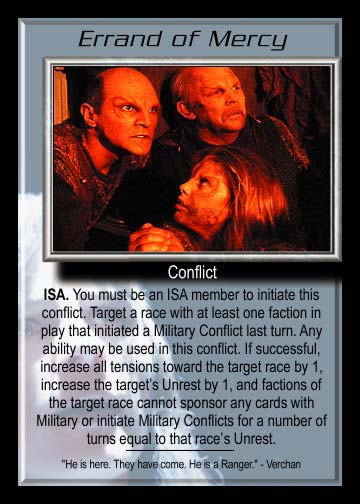 Errand of Mercy
Conflict
ISA. You must be an ISA member to initiate this
conflict. Target a race with at least one faction in
play that initiated a Military Conflict last turn. Any
ability may be used in this conflict. If successful,
increase all tensions toward the target race by 1,
increase the target's Unrest by 1, and factions of
the target race cannot sponsor any cards with
Military or initiate Military Conflicts for a number of
turns equal to that race's Unrest.
"He is here. They have come. He is a Ranger." - Verchan